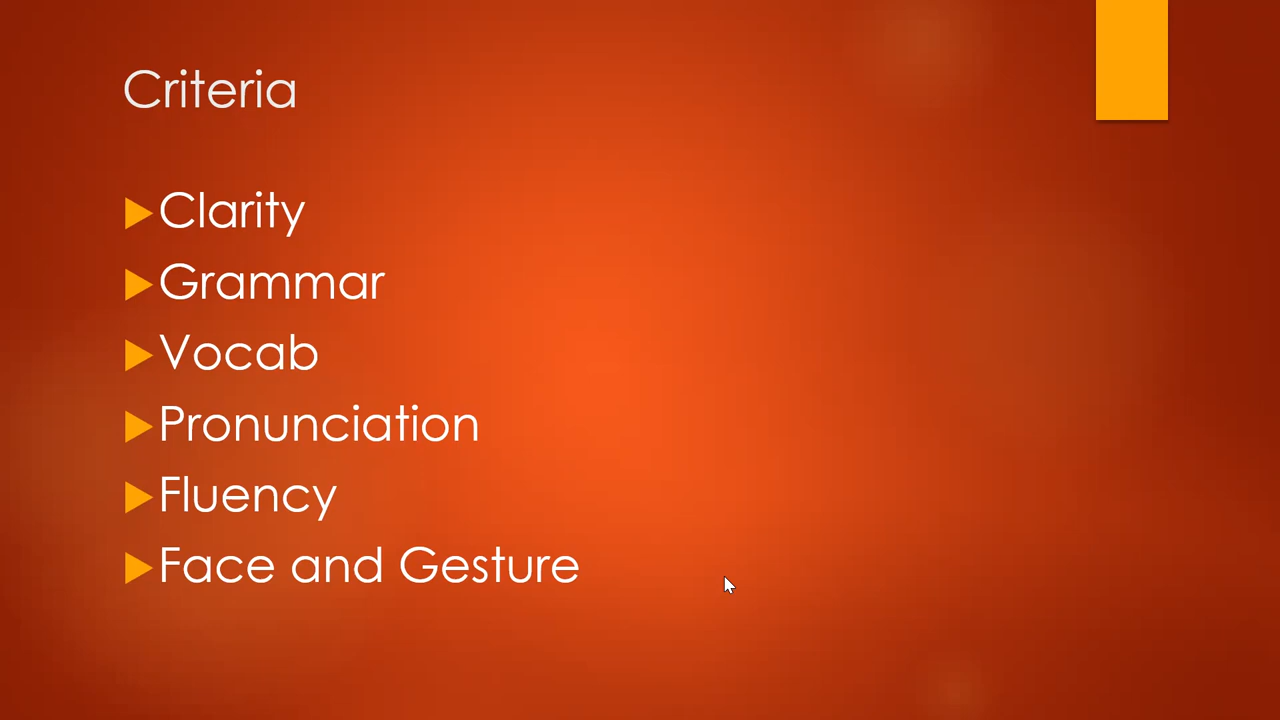 Criteria
Clarity
Grammar
Vocab
Pronunciation
Fluency
Face and Gesture